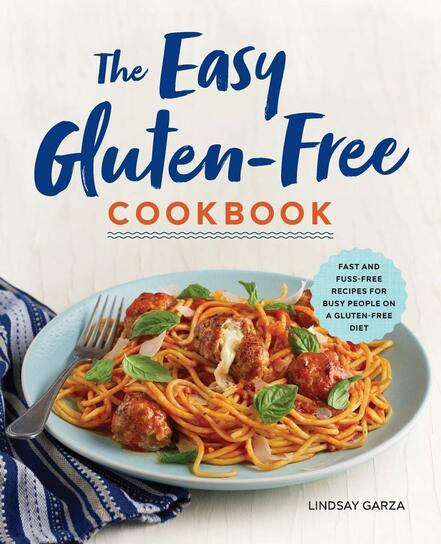 The Easy
Gluten-Free
COOKBOOK
FAST AND
FUSS-FREE
RECIPES FOR
BUSY PEOPLE ON
A GLUTEN-FREE
DIET
LINDSAY GARZA